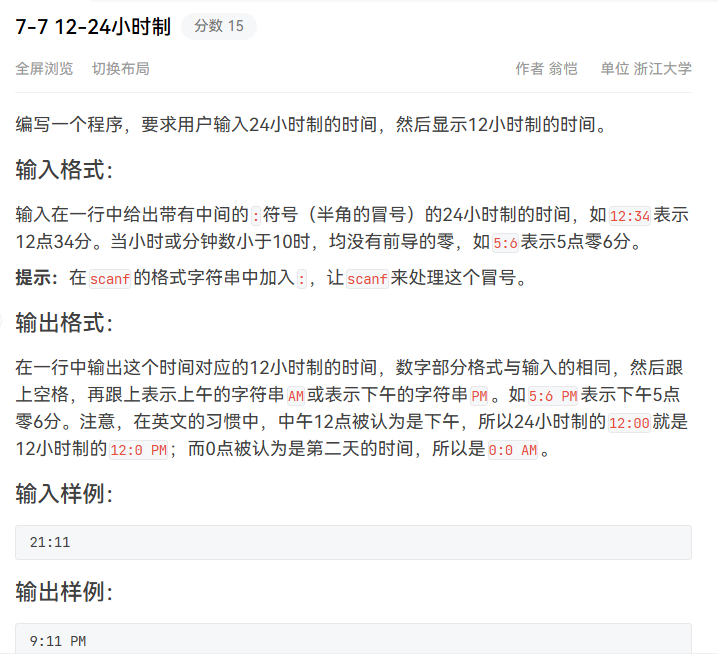 7-7 12-24小时制 分数 15
全屏浏览 切换布局 作者 翁恺 单位 浙江大学
编写一个程序，要求用户输入24小时制的时间，然后显示12小时制的时间。
输入格式：
输入在一行中给出带有中间的:符号（半角的冒号）的24小时制的时间，如12:34表示
12点34分。当小时或分钟数小于10时，均没有前导的零，如5:6表示5点零6分。
提示：在scanf的格式字符串中加入:，让scanf来处理这个冒号。
输出格式：
在一行中输出这个时间对应的12小时制的时间，数字部分格式与输入的相同，然后跟
上空格，再跟上表示上午的字符串AM或表示下午的字符串PM。如5:6 PM表示下午5点
零6分。注意，在英文的习惯中，中午12点被认为是下午，所以24小时制的12:00就是
12小时制的12:0 PM；而0点被认为是第二天的时间，所以是0:0 AM。
输入样例：
21:11
输出样例：
9:11 PM